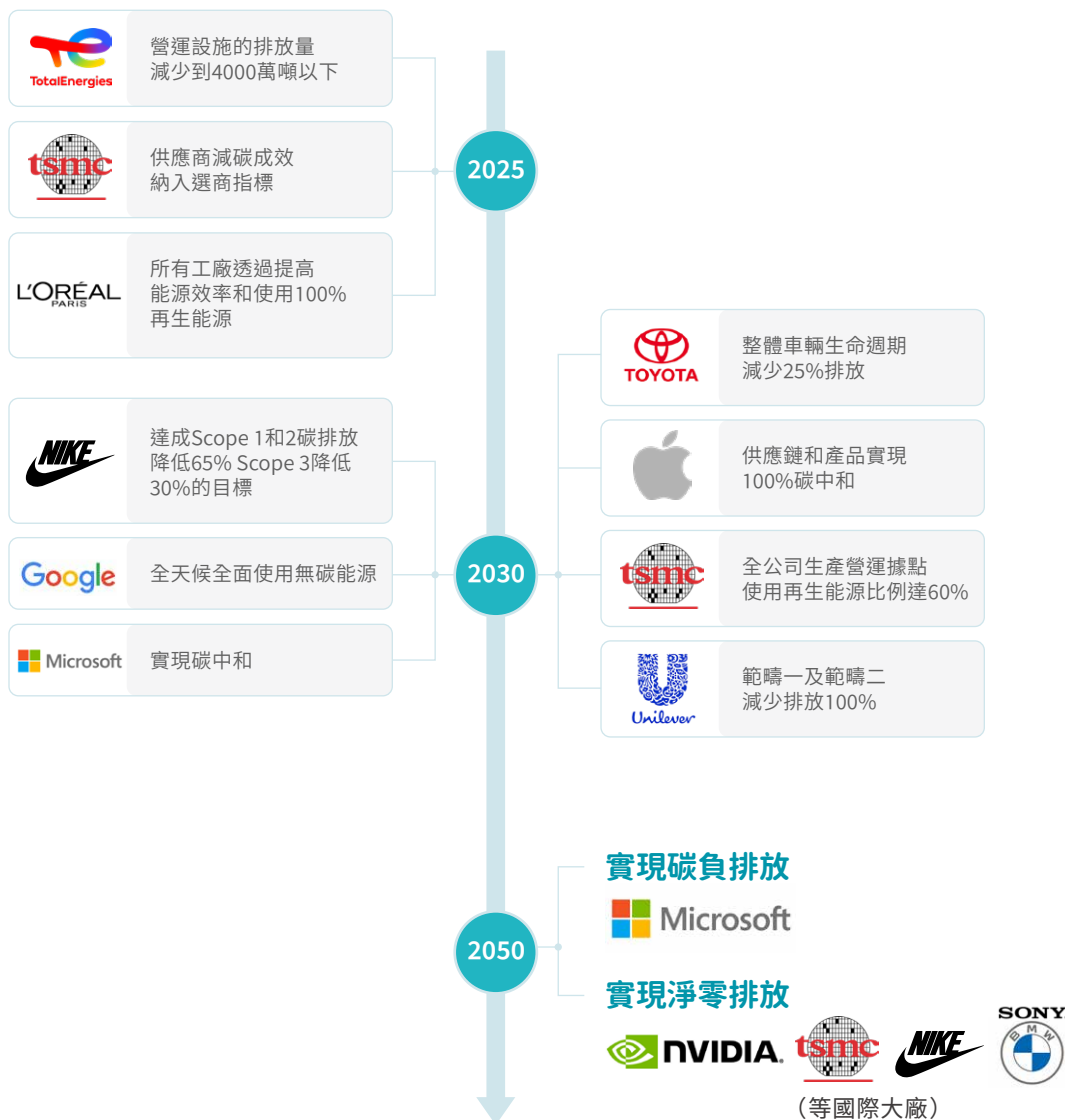 TotalEnergies
營運設施的排放量
減少到4000萬噸以下
tsmc
供應商減碳成效
納入選商指標
L'ORÉAL
PARIS
所有工廠透過提高
能源效率和使用100%
再生能源
2025
NIKE
達成Scope 1和2碳排放
降低65% Scope 3降低
30%的目標
Google
全天候全面使用無碳能源
Microsoft
實現碳中和
2030
TOYOTA
整體車輛生命週期
減少25%排放
供應鏈和產品實現
100%碳中和
tsmc
全公司生產營運據點
使用再生能源比例達60%
Unilever
範疇一及範疇二
減少排放100%
2050
實現碳負排放
Microsoft
實現淨零排放
NVIDIA.
tsmc
NIKE
SONY
BMW
（等國際大廠）